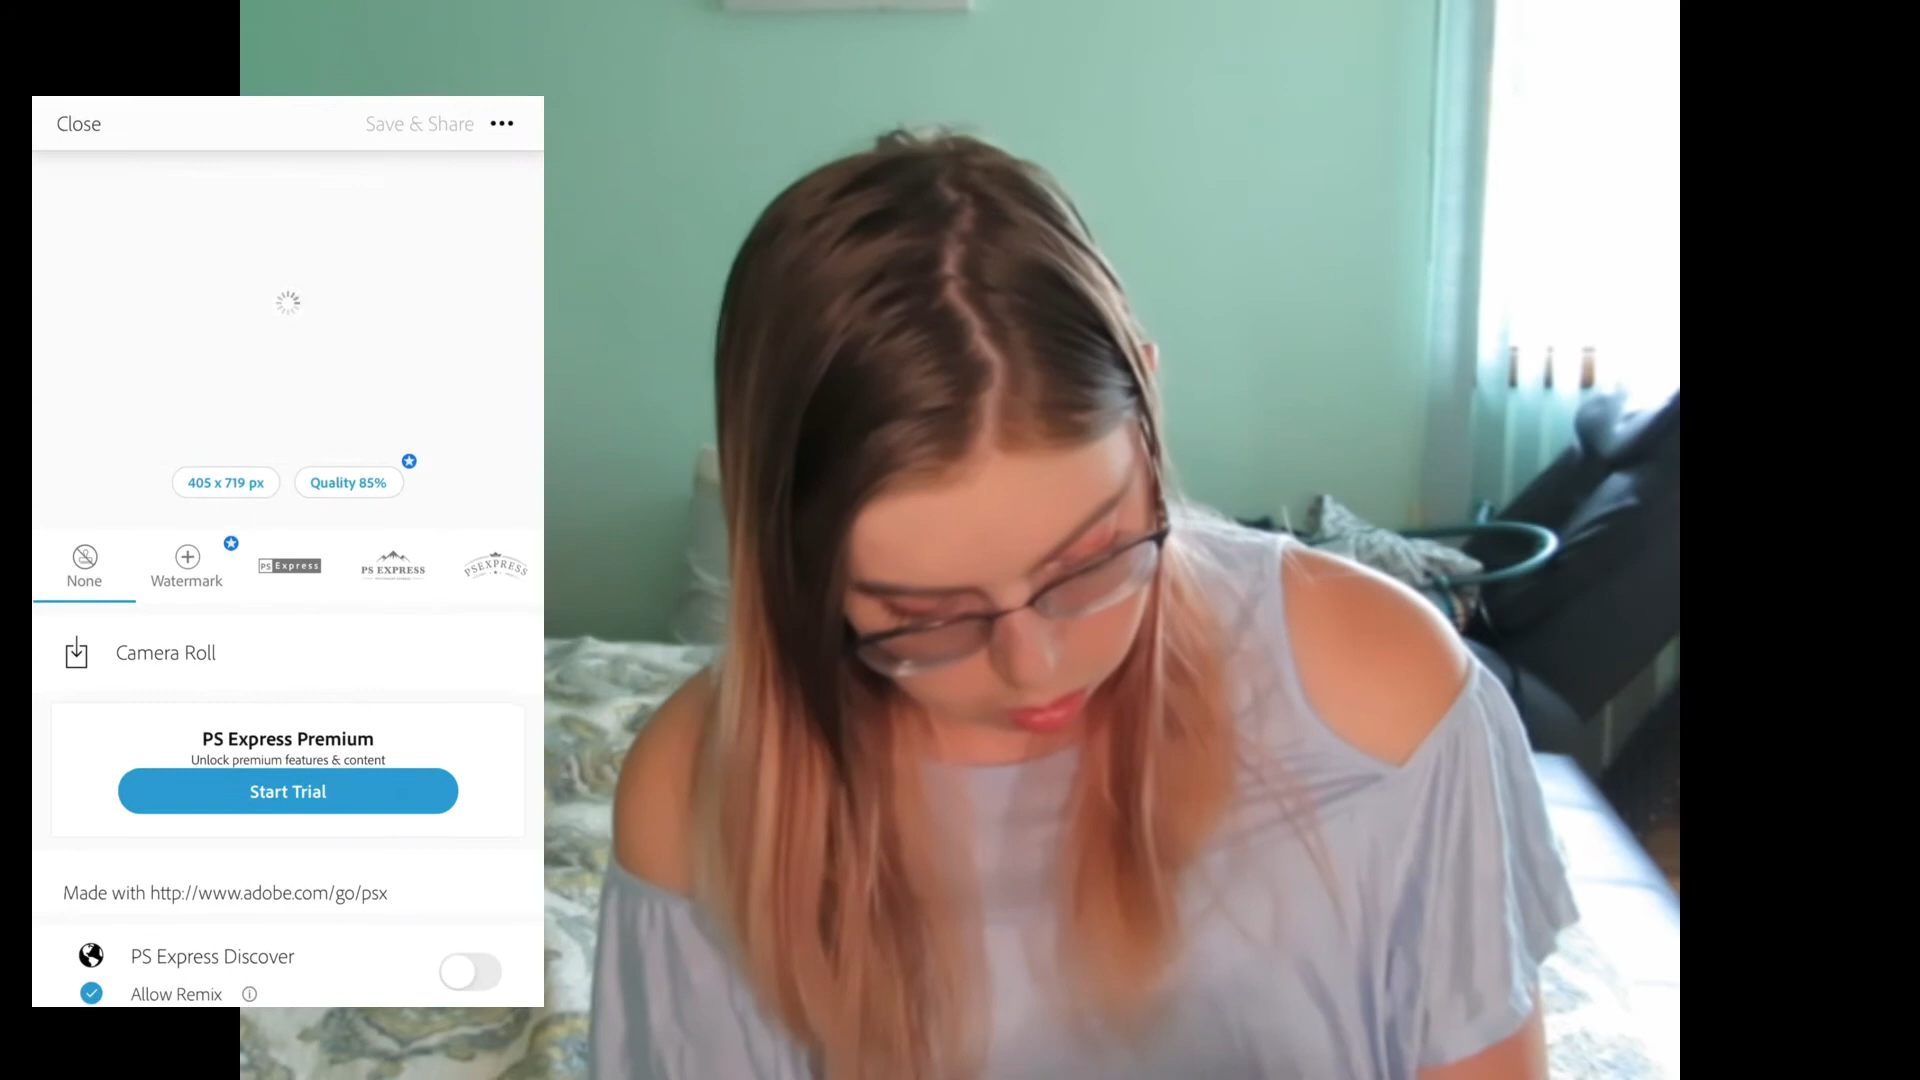 Close
Save & Share
405 x 719 px
Quality 85%
None
Watermark
PS Express
PS EXPRESS
PSEXPRESS
Camera Roll
PS Express Premium
Unlock premium features & content
Start Trial
Made with http://www.adobe.com/go/psx
PS Express Discover
Allow Remix